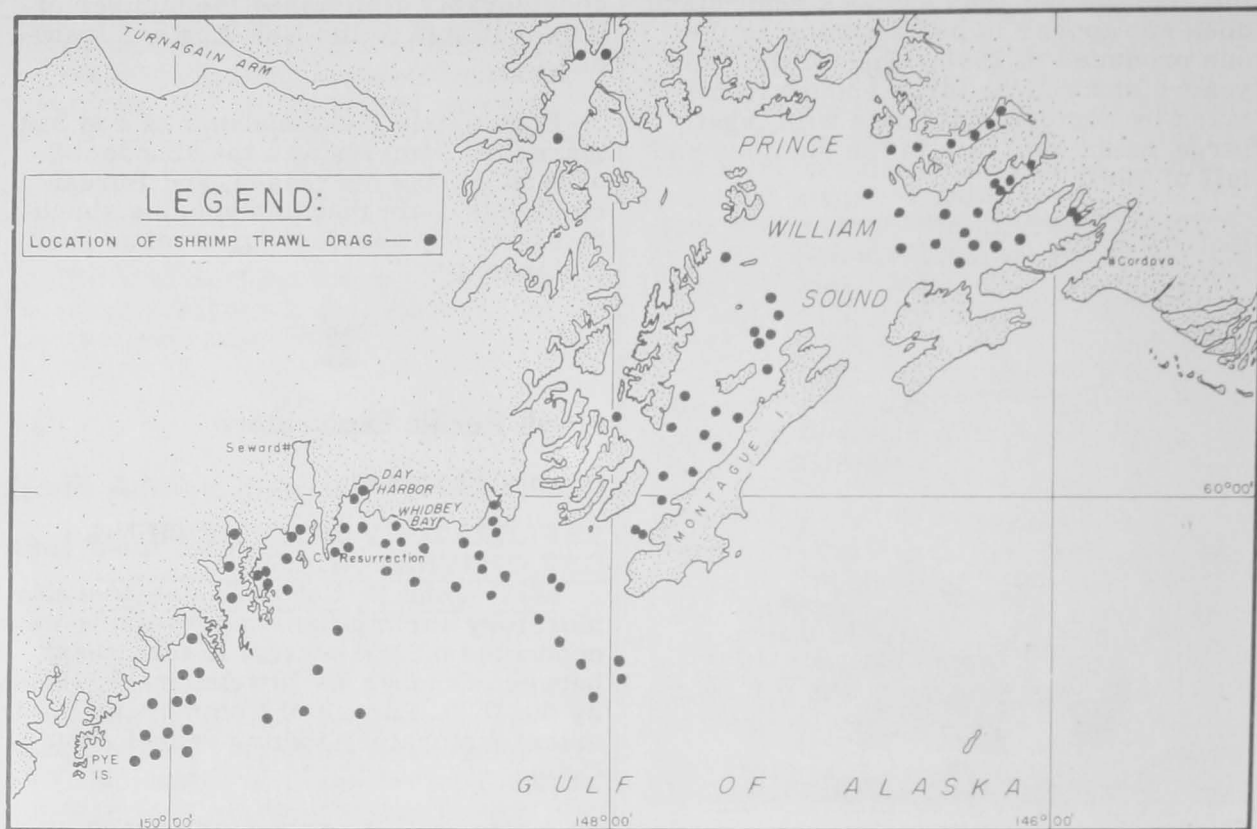 TURNAGAIN ARM
PRINCE
WILLIAM
SOUND
LEGEND:
LOCATION OF SHRIMP TRAWL DRAG — ●
Cordova
Seward
DAY
HARBOR
WHIDBEY
BAY
C. Resurrection
MONTAGUE I.
60°00'
PYE
IS.
GULF OF ALASKA
150°00'
148°00'
146°00'